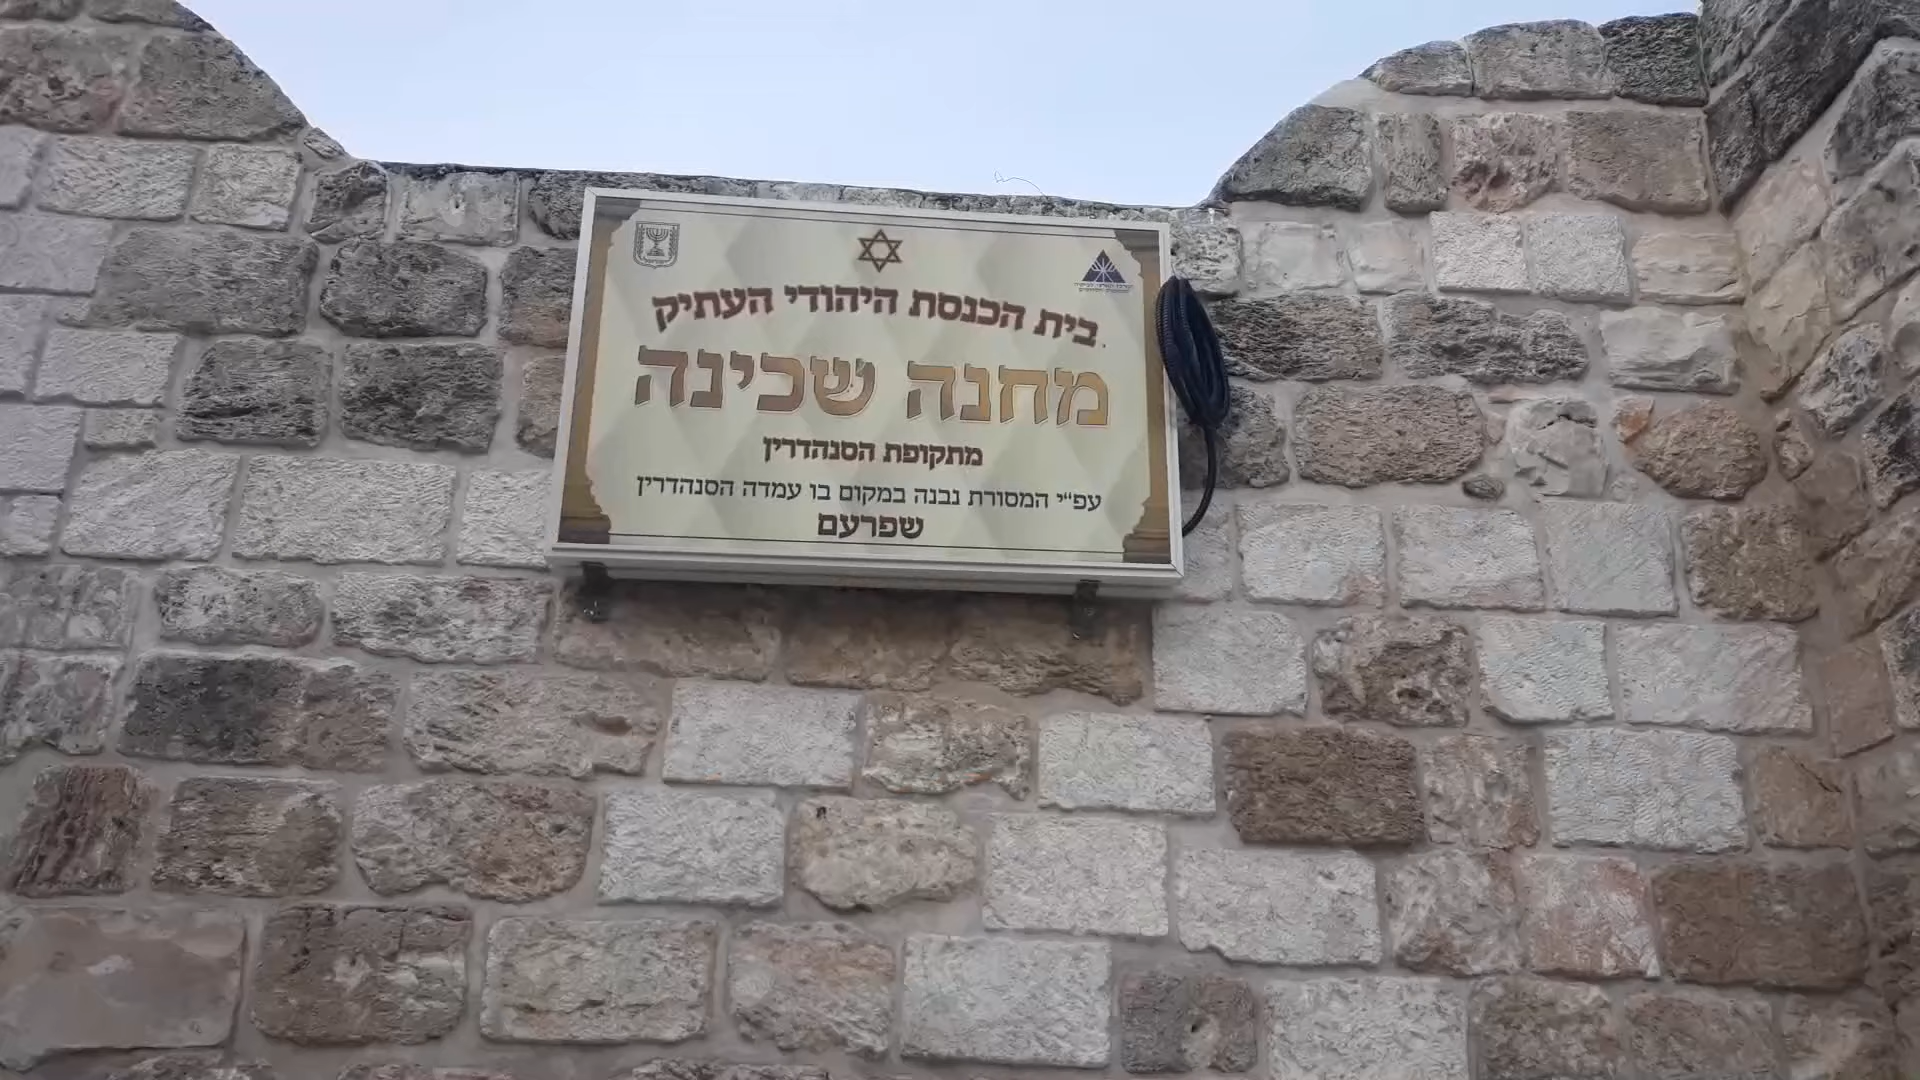 בית הכנסת היהודי העתיק
מחנה שכינה
מתקופת הסנהדרין
עפ"י המסורת נבנה במקום בו עמדה הסנהדרין
שפרעם